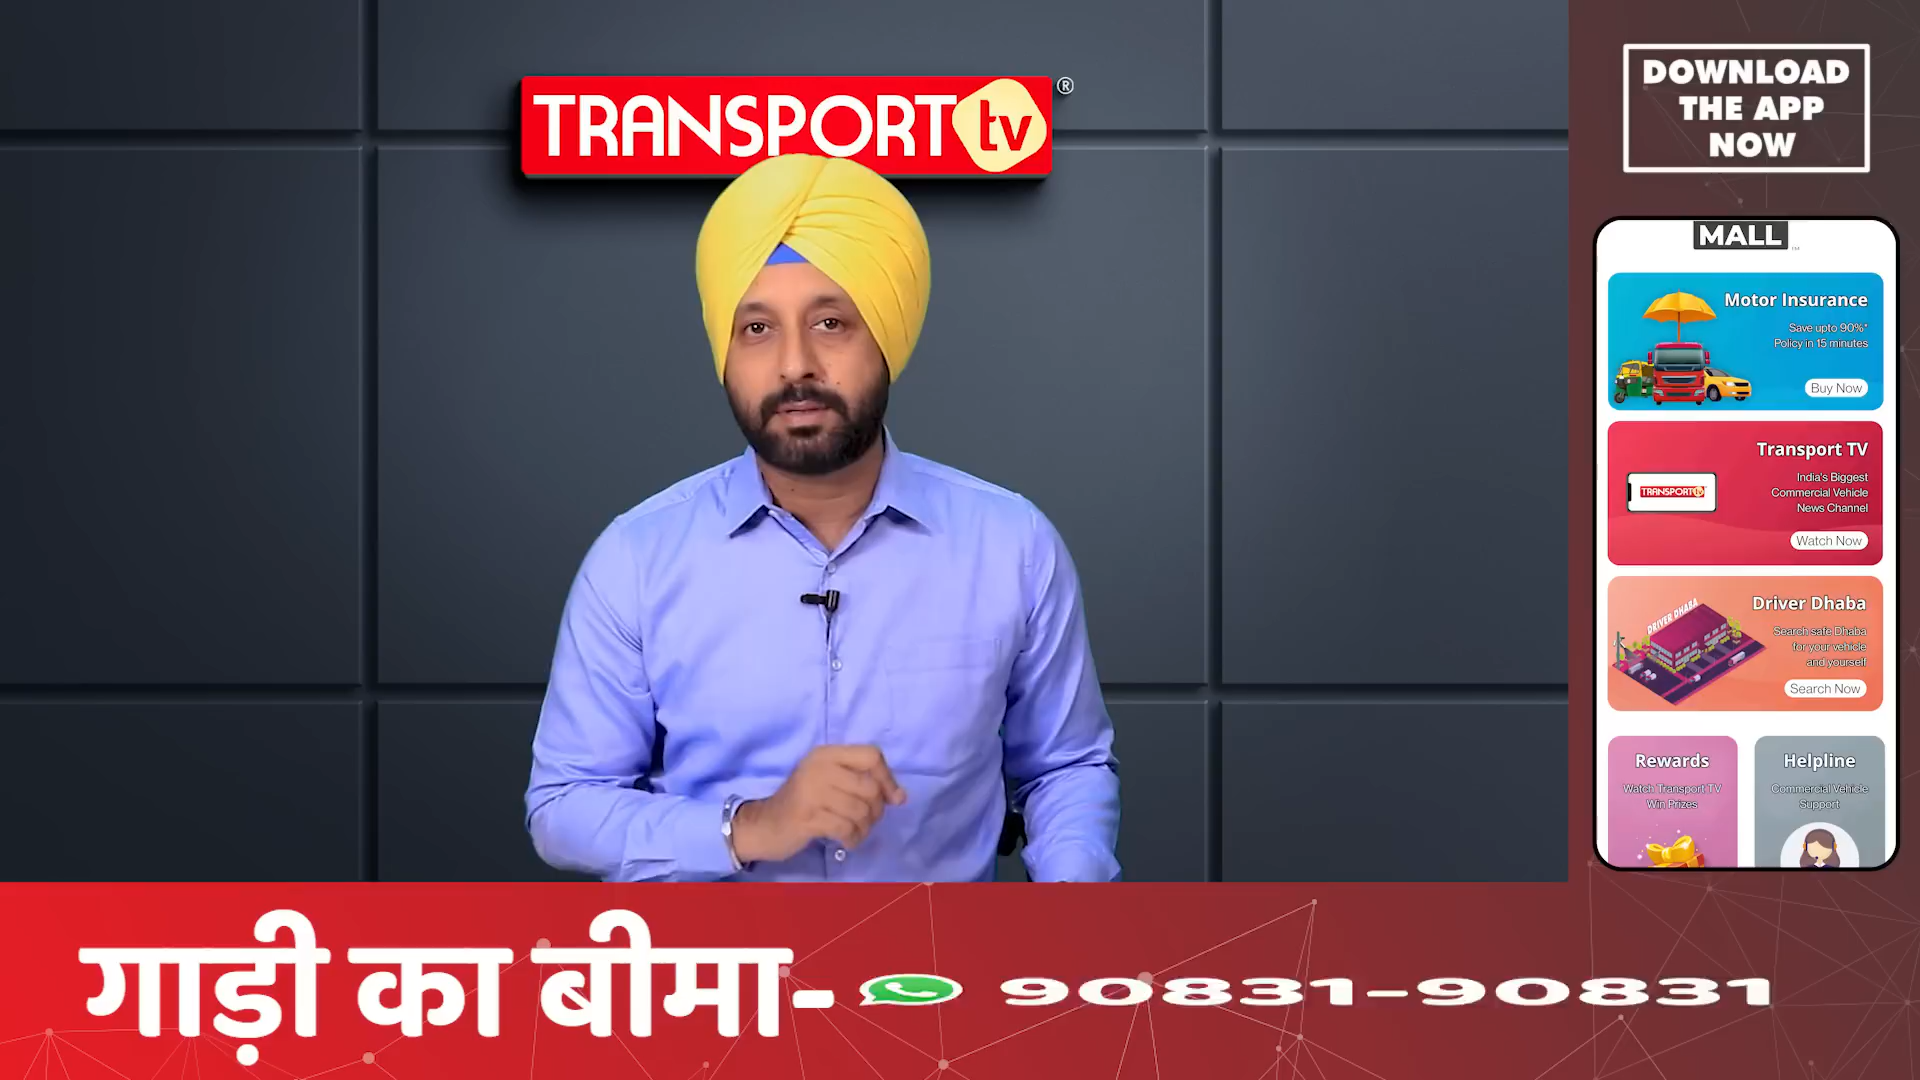 TRANSPORT tv ®
DOWNLOAD
THE APP
NOW
MALL
Motor Insurance
Save upto 90%*
Policy in 15 minutes
Buy Now
Transport TV
India's Biggest
Commercial Vehicle
News Channel
Watch Now
TRANSPORT tv
Driver Dhaba
Search safe Dhaba
for your vehicle
and yourself
Search Now
DRIVER DHABA
Rewards
Watch Transport TV
Win Prizes
Helpline
Commercial Vehicle
Support
गाड़ी का बीमा- 90831-90831